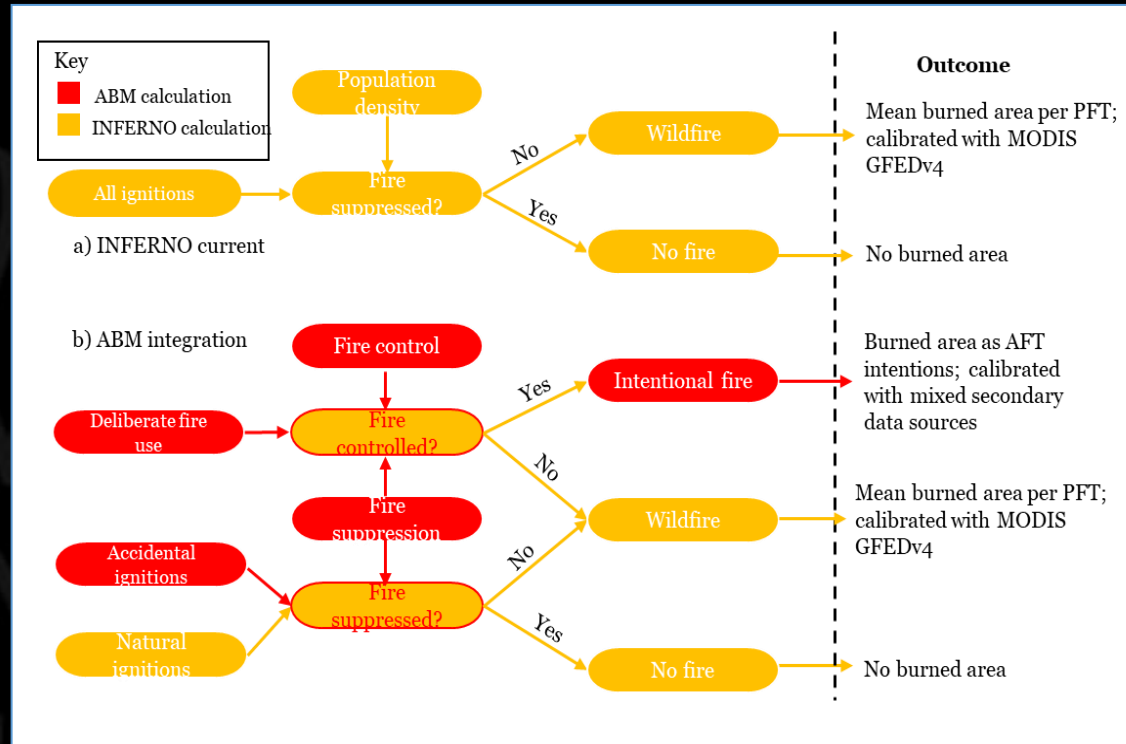 Key
ABM calculation
INFERNO calculation
Outcome
Population
density
All ignitions
Fire
suppressed?
No
Yes
Wildfire
No fire
Mean burned area per PFT;
calibrated with MODIS
GFEDv4
No burned area
a) INFERNO current
b) ABM integration
Fire control
Deliberate fire
use
Fire
controlled?
Yes
No
Intentional fire
Burned area as AFT
intentions; calibrated
with mixed secondary
data sources
Fire
suppression
Accidental
ignitions
Natural
ignitions
Fire
suppressed?
No
Yes
Wildfire
No fire
Mean burned area per PFT;
calibrated with MODIS
GFEDv4
No burned area